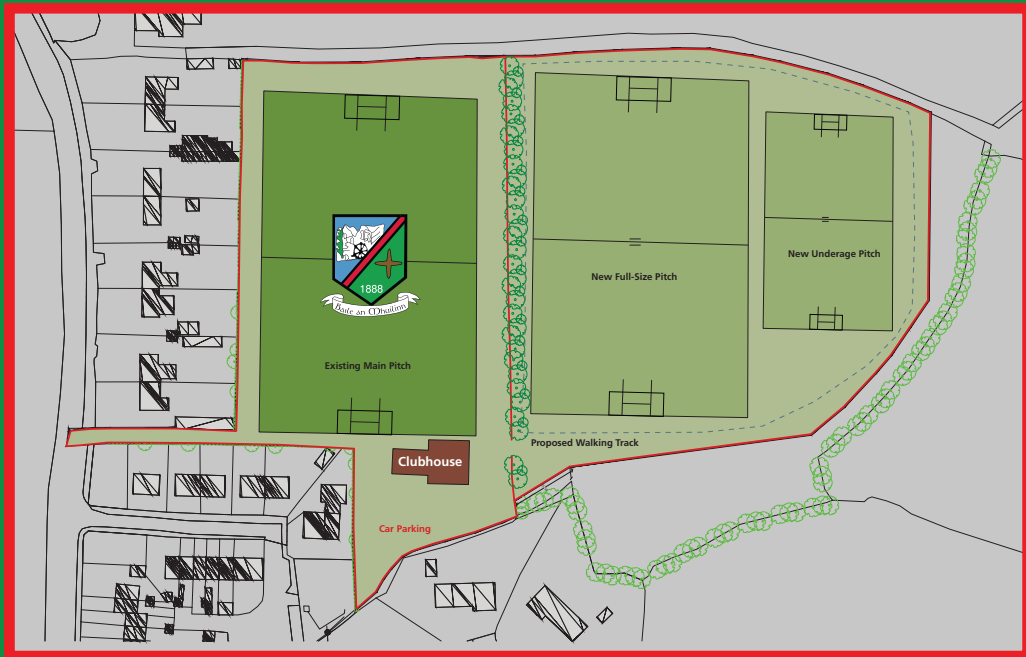 1888
Baile an Mhuilinn
New Underage Pitch
New Full-Size Pitch
Existing Main Pitch
Proposed Walking Track
Clubhouse
Car Parking